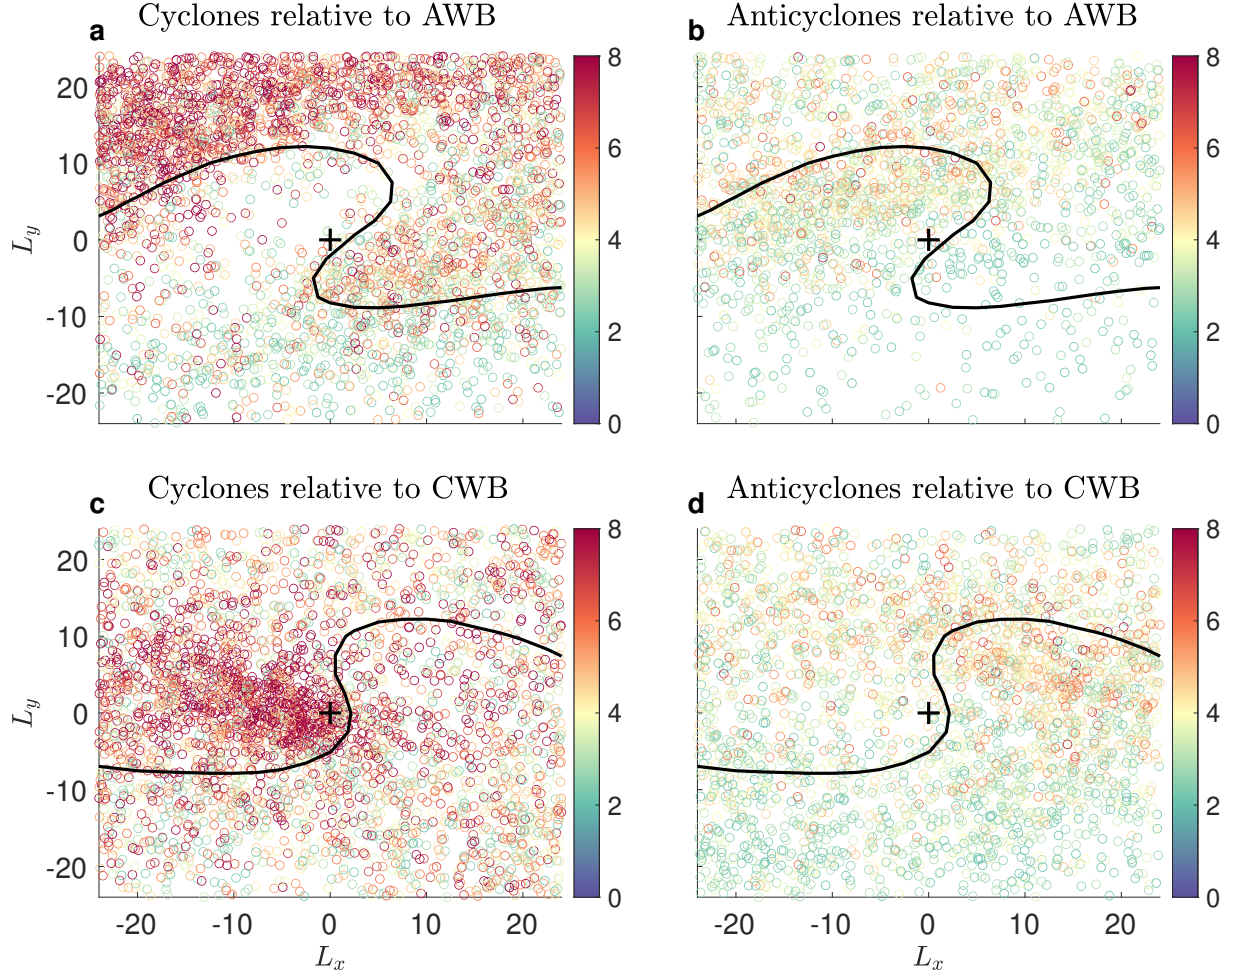 Cyclones relative to AWB
Anticyclones relative to AWB
a
b
20
10
0
-10
-20
L_y
8
6
4
2
0
8
6
4
2
0
Cyclones relative to CWB
Anticyclones relative to CWB
c
d
20
10
0
-10
-20
L_y
8
6
4
2
0
8
6
4
2
0
-20 -10 0 10 20
-20 -10 0 10 20
L_x
L_x